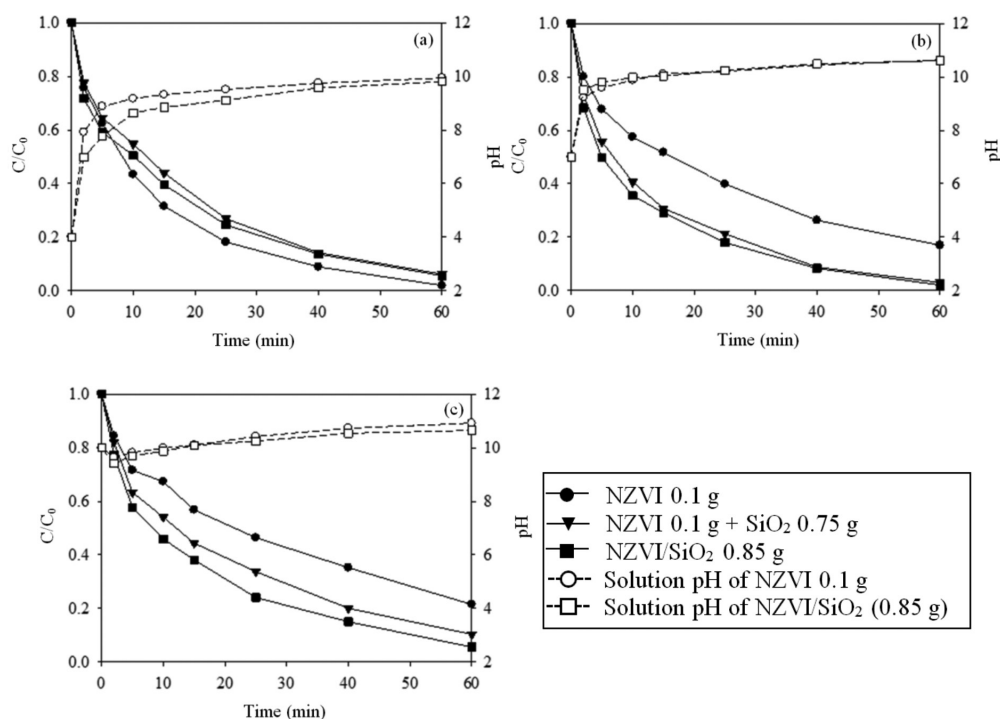 (a)
1.0
0.8
0.6
0.4
0.2
0.0
C/C₀
12
10
8
6
4
2
pH
0 10 20 30 40 50 60
Time (min)
(b)
1.0
0.8
0.6
0.4
0.2
0.0
C/C₀
12
10
8
6
4
2
pH
0 10 20 30 40 50 60
Time (min)
(c)
1.0
0.8
0.6
0.4
0.2
0.0
C/C₀
12
10
8
6
4
2
pH
0 10 20 30 40 50 60
Time (min)
NZVI 0.1 g
NZVI 0.1 g + SiO₂ 0.75 g
NZVI/SiO₂ 0.85 g
Solution pH of NZVI 0.1 g
Solution pH of NZVI/SiO₂ (0.85 g)